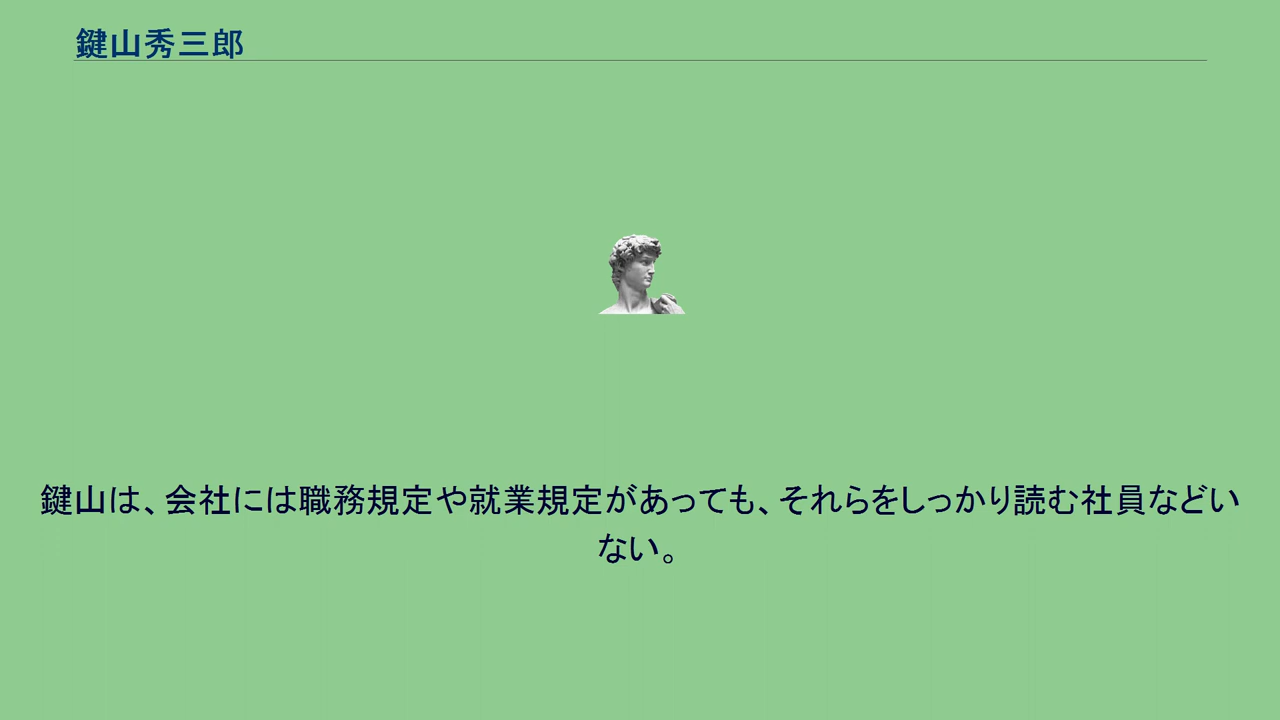 鍵山秀三郎
鍵山は、会社には職務規定や就業規定があっても、それらをしっかり読む社員などい
ない。